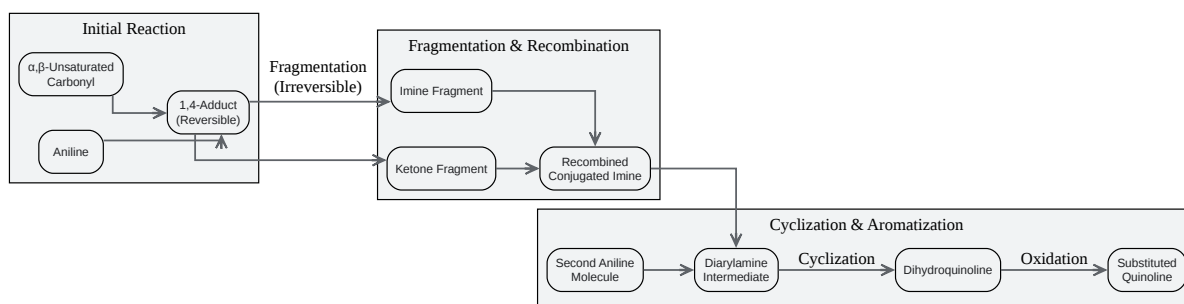 Initial Reaction
α,β-Unsaturated
Carbonyl
1,4-Adduct
(Reversible)
Aniline
Fragmentation
(Irreversible)
Fragmentation & Recombination
Imine Fragment
Ketone Fragment
Recombined
Conjugated Imine
Cyclization & Aromatization
Second Aniline
Molecule
Diarylamine
Intermediate
Cyclization
Dihydroquinoline
Oxidation
Substituted
Quinoline